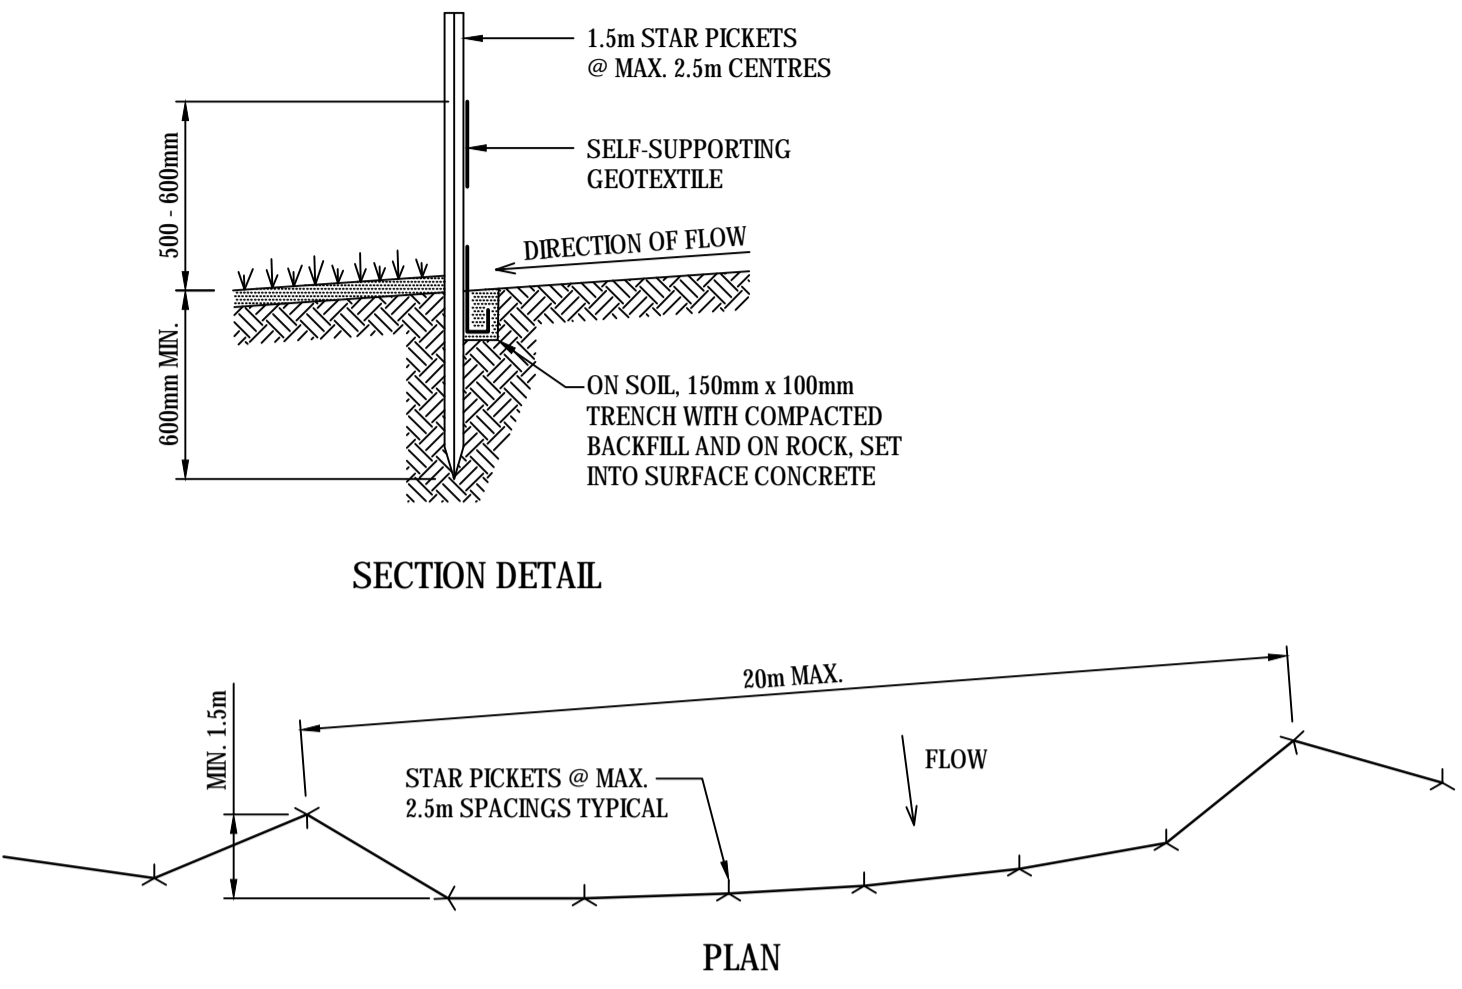 1.5m STAR PICKETS
@ MAX. 2.5m CENTRES
SELF-SUPPORTING
GEOTEXTILE
500 - 600mm
DIRECTION OF FLOW
600mm MIN.
ON SOIL, 150mm x 100mm
TRENCH WITH COMPACTED
BACKFILL AND ON ROCK, SET
INTO SURFACE CONCRETE
SECTION DETAIL
20m MAX.
MIN. 1.5m
STAR PICKETS @ MAX.
2.5m SPACINGS TYPICAL
FLOW
PLAN